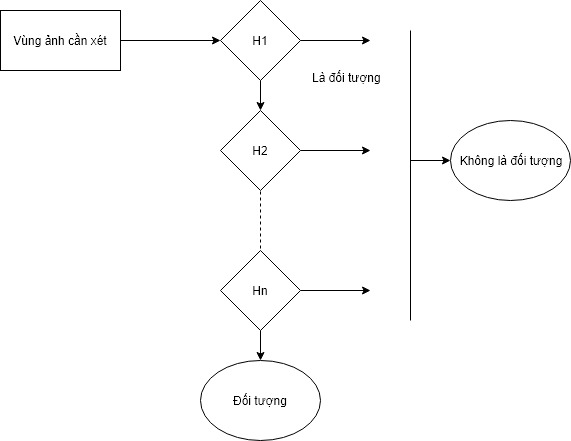 Vùng ảnh cần xét
H1
Là đối tượng
H2
Không là đối tượng
Hn
Đối tượng